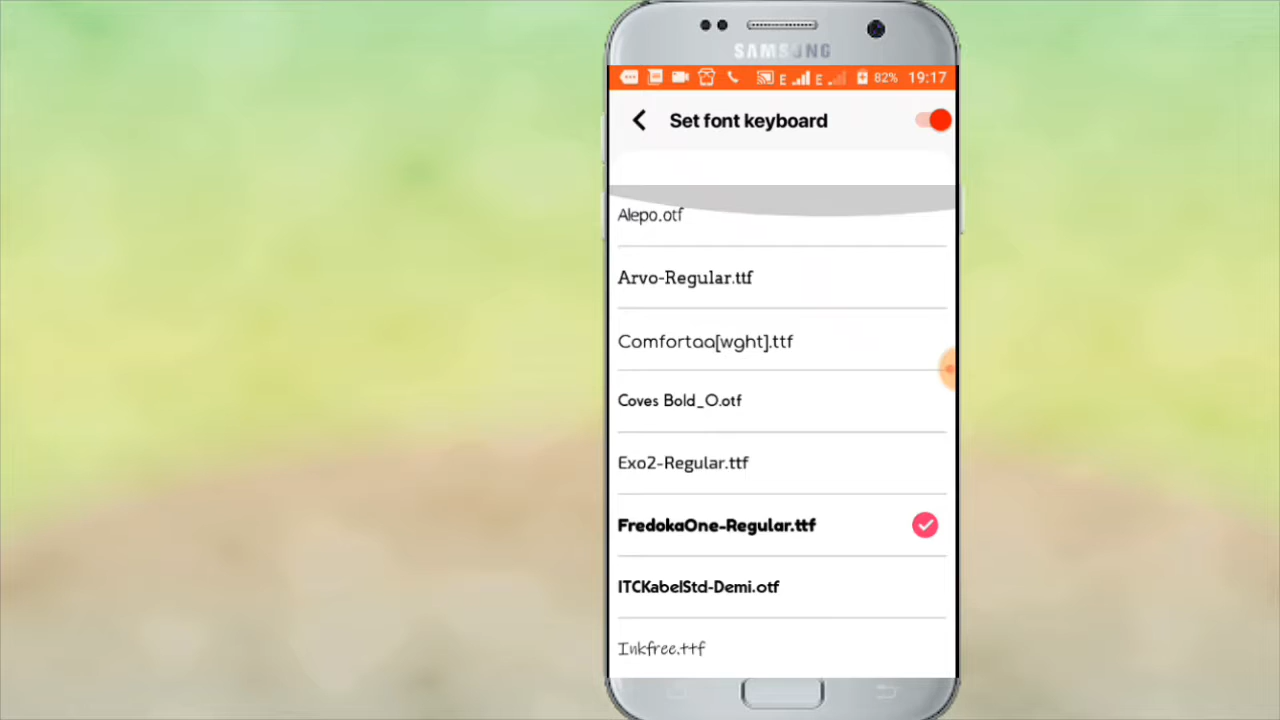 SAMSUNG
E E 82% 19:17
Set font keyboard
Alepo.otf
Arvo-Regular.ttf
Comfortaa[wght].ttf
Coves Bold_O.otf
Exo2-Regular.ttf
FredokaOne-Regular.ttf
ITCKabelStd-Demi.otf
Inkfree.ttf